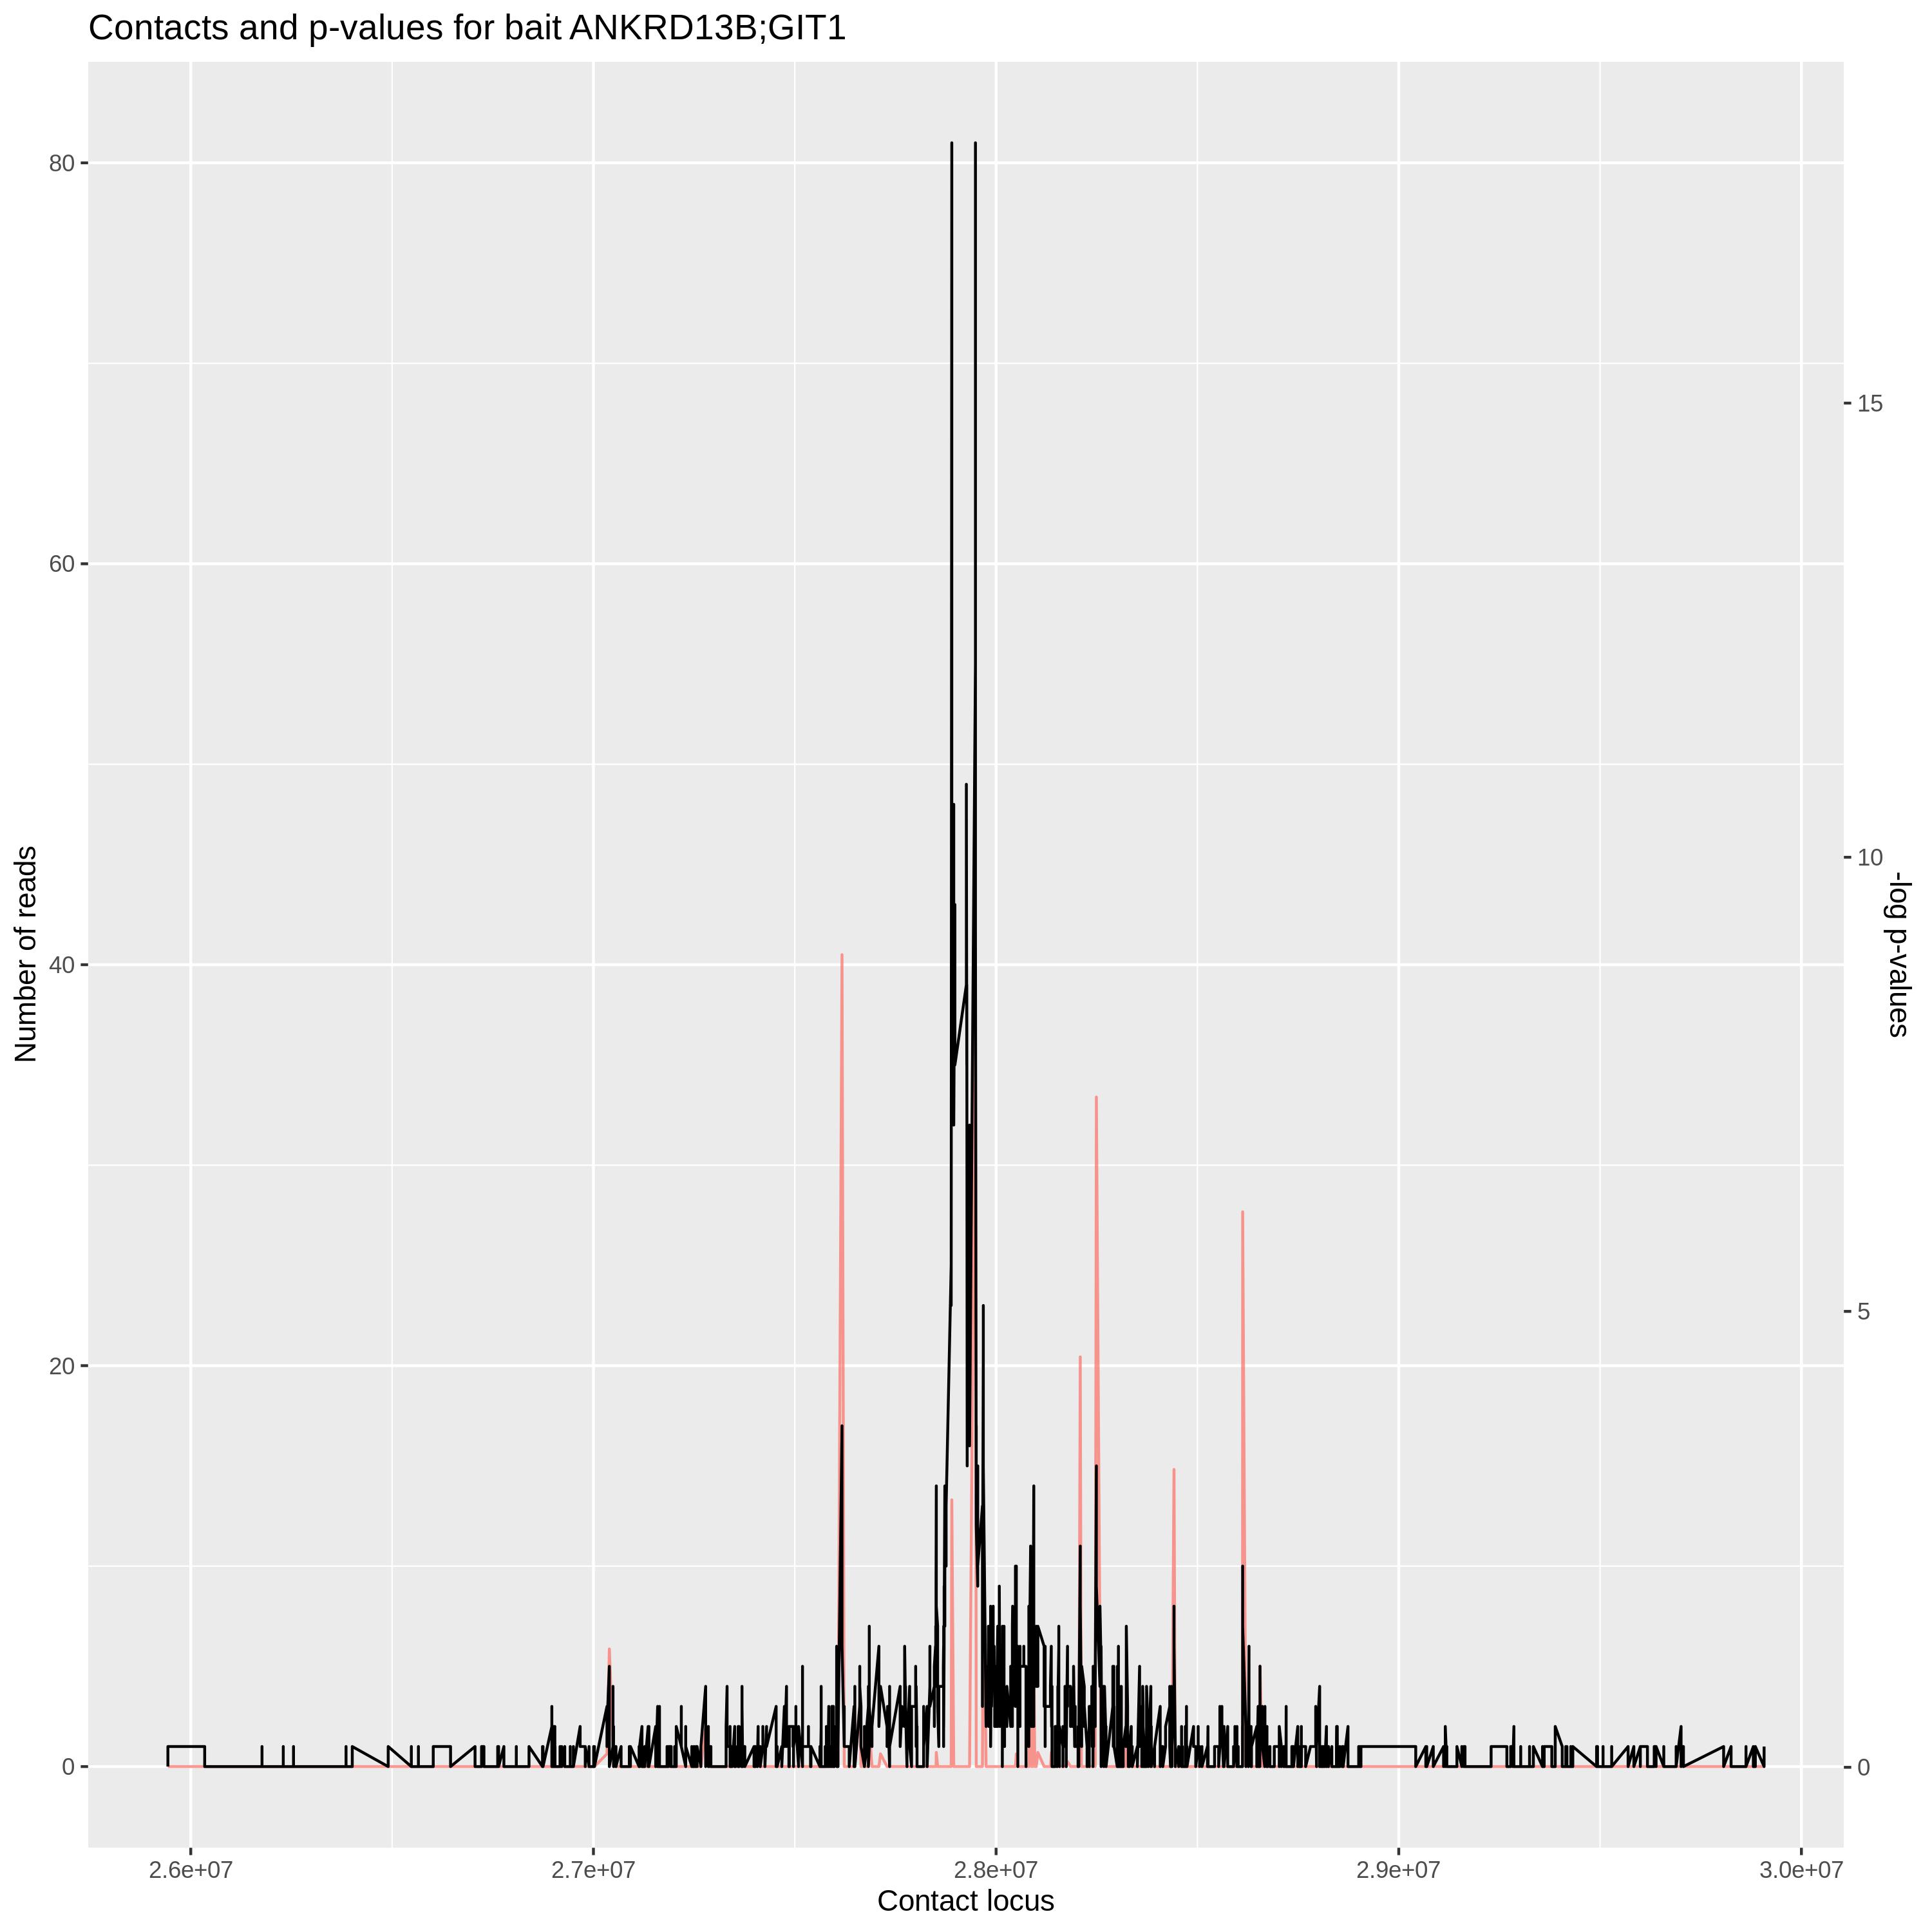 Contacts and p-values for bait ANKRD13B;GIT1
80
60
40
20
0
Number of reads
15
10
5
0
-log p-values
2.6e+07
2.7e+07
2.8e+07
2.9e+07
3.0e+07
Contact locus